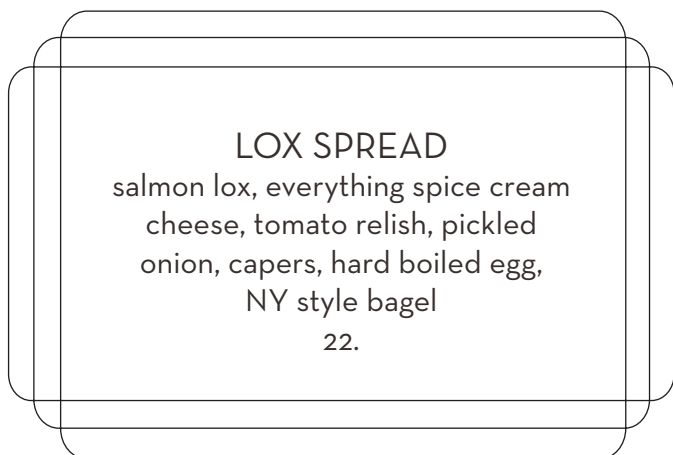 LOX SPREAD
salmon lox, everything spice cream
cheese, tomato relish, pickled
onion, capers, hard boiled egg,
NY style bagel
22.